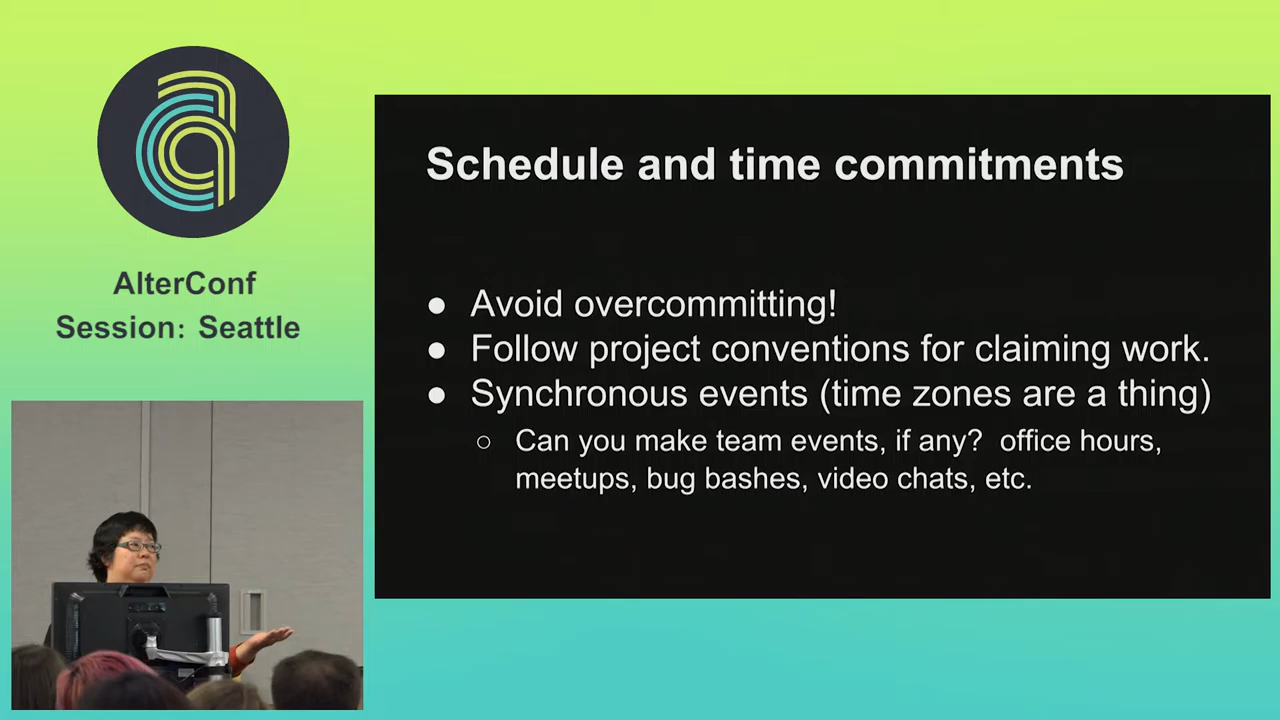 AlterConf
Session: Seattle
Schedule and time commitments
● Avoid overcommitting!
● Follow project conventions for claiming work.
● Synchronous events (time zones are a thing)
○ Can you make team events, if any?  office hours,
meetups, bug bashes, video chats, etc.